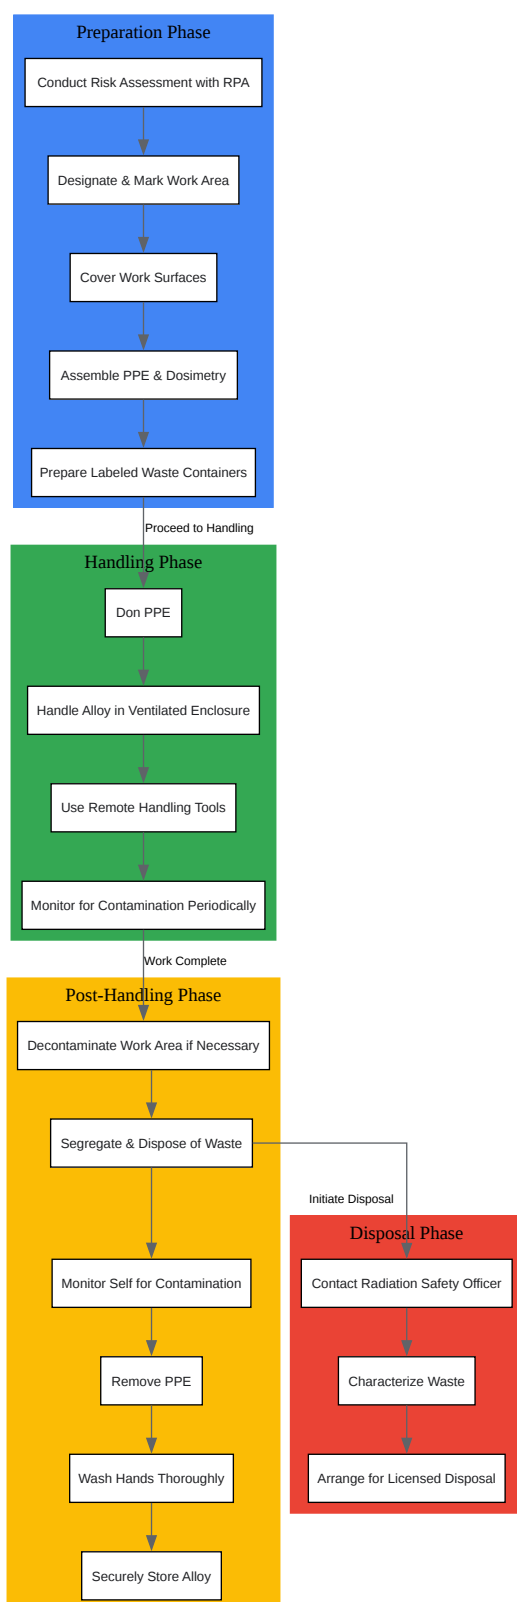 Preparation Phase
Conduct Risk Assessment with RPA
Designate & Mark Work Area
Cover Work Surfaces
Assemble PPE & Dosimetry
Prepare Labeled Waste Containers
Proceed to Handling
Handling Phase
Don PPE
Handle Alloy in Ventilated Enclosure
Use Remote Handling Tools
Monitor for Contamination Periodically
Work Complete
Post-Handling Phase
Decontaminate Work Area if Necessary
Segregate & Dispose of Waste
Monitor Self for Contamination
Remove PPE
Wash Hands Thoroughly
Securely Store Alloy
Initiate Disposal
Disposal Phase
Contact Radiation Safety Officer
Characterize Waste
Arrange for Licensed Disposal